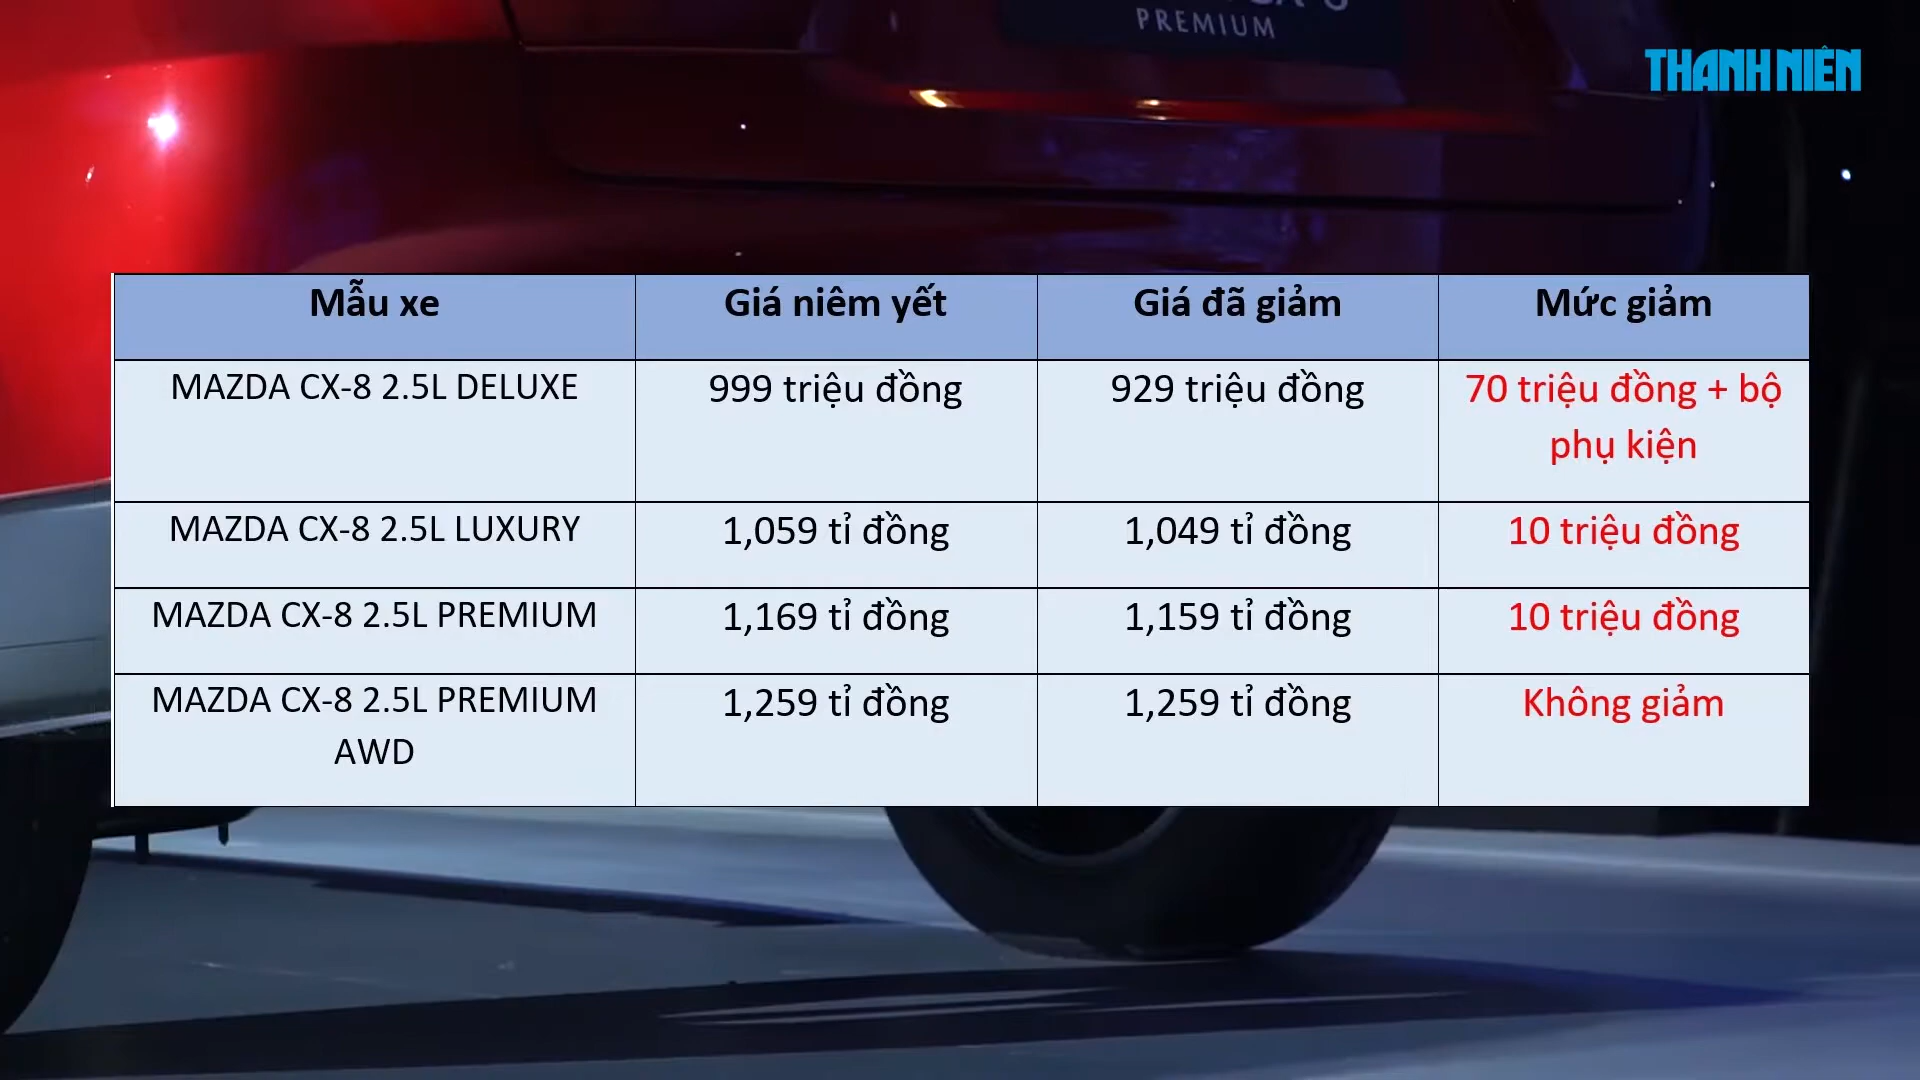 PREMIUM
THANH NIÊN
Mẫu xe Giá niêm yết Giá đã giảm Mức giảm
MAZDA CX-8 2.5L DELUXE 999 triệu đồng 929 triệu đồng 70 triệu đồng + bộ
phụ kiện
MAZDA CX-8 2.5L LUXURY 1,059 tỉ đồng 1,049 tỉ đồng 10 triệu đồng
MAZDA CX-8 2.5L PREMIUM 1,169 tỉ đồng 1,159 tỉ đồng 10 triệu đồng
MAZDA CX-8 2.5L PREMIUM 1,259 tỉ đồng 1,259 tỉ đồng Không giảm
AWD